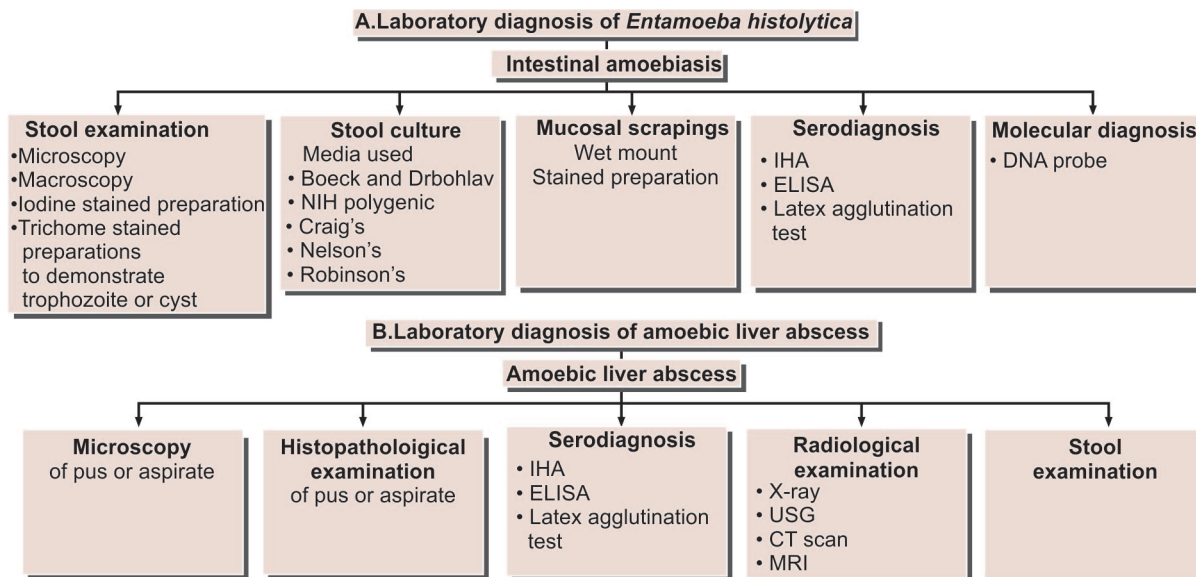 A.Laboratory diagnosis of Entamoeba histolytica
Intestinal amoebiasis
Stool examination
•Microscopy
•Macroscopy
•Iodine stained preparation
•Trichome stained
preparations
to demonstrate
trophozoite or cyst
Stool culture
Media used
• Boeck and Drbohlav
• NIH polygenic
• Craig's
• Nelson's
• Robinson's
Mucosal scrapings
Wet mount
Stained preparation
Serodiagnosis
• IHA
• ELISA
• Latex agglutination
test
Molecular diagnosis
• DNA probe
B.Laboratory diagnosis of amoebic liver abscess
Amoebic liver abscess
Microscopy
of pus or aspirate
Histopatholoigical
examination
of pus or aspirate
Serodiagnosis
• IHA
• ELISA
• Latex agglutination
test
Radiological
examination
• X-ray
• USG
• CT scan
• MRI
Stool
examination